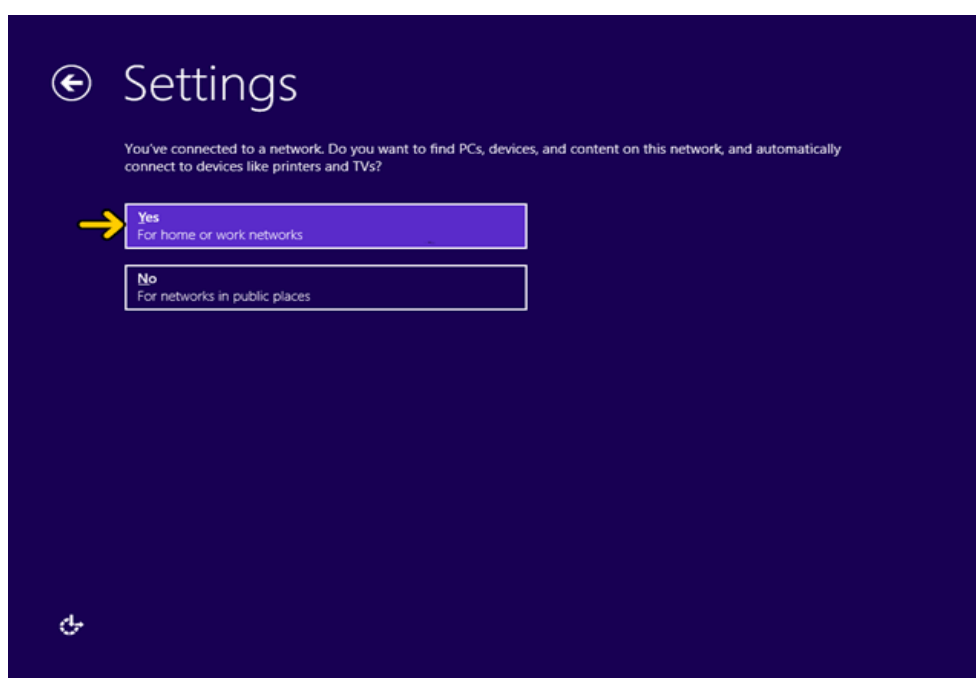 Settings
You've connected to a network. Do you want to find PCs, devices, and content on this network, and automatically
connect to devices like printers and TVs?
Yes
For home or work networks
No
For networks in public places